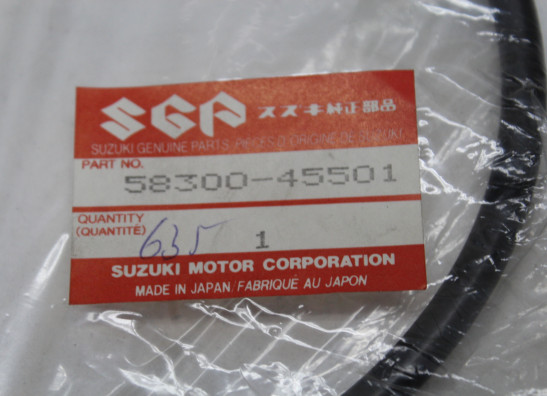 SGP スズキ純正部品
SUZUKI GENUINE PARTS PIECES D'ORIGINE DE SUZUKI
PART NO.
58300-45501
QUANTITY
(QUANTITÉ)
635
1
SUZUKI MOTOR CORPORATION
MADE IN JAPAN/FABRIQUÉ AU JAPON